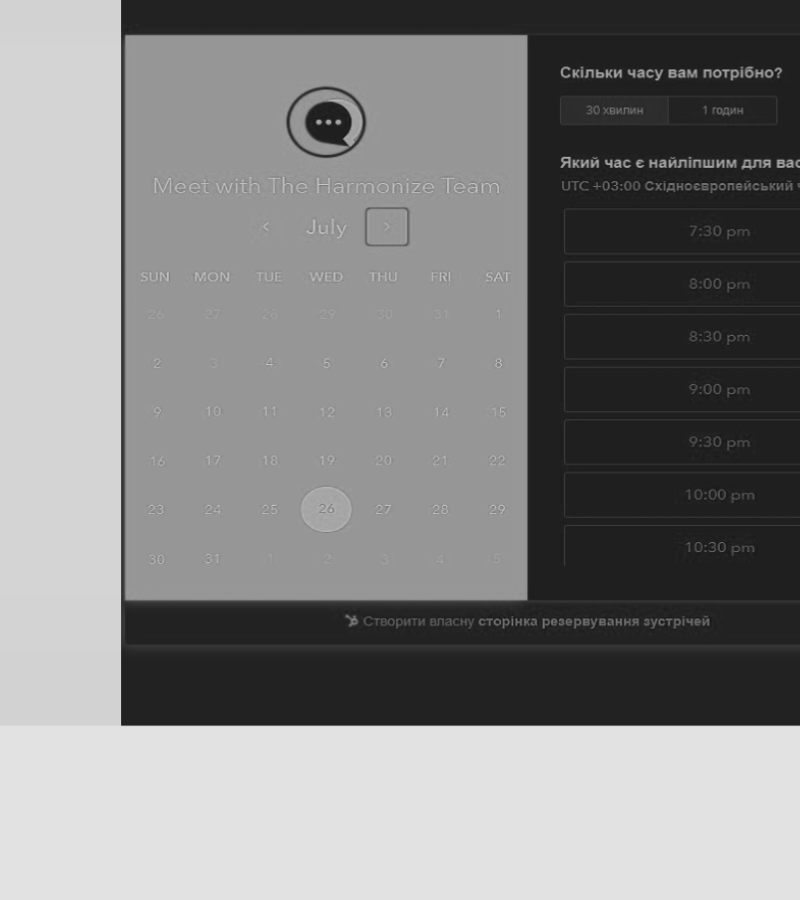 Meet with The Harmonize Team
< July >
SUN MON TUE WED THU FRI SAT
26 27 28 29 30 31 1
2 3 4 5 6 7 8
9 10 11 12 13 14 15
16 17 18 19 20 21 22
23 24 25 26 27 28 29
30 31 1 2 3 4 5
Скільки часу вам потрібно?
30 хвилин 1 годин
Який час є найліпшим для вас
UTC +03:00 Східноєвропейський
7:30 pm
8:00 pm
8:30 pm
9:00 pm
9:30 pm
10:00 pm
10:30 pm
Створити власну сторінка резервування зустрічей